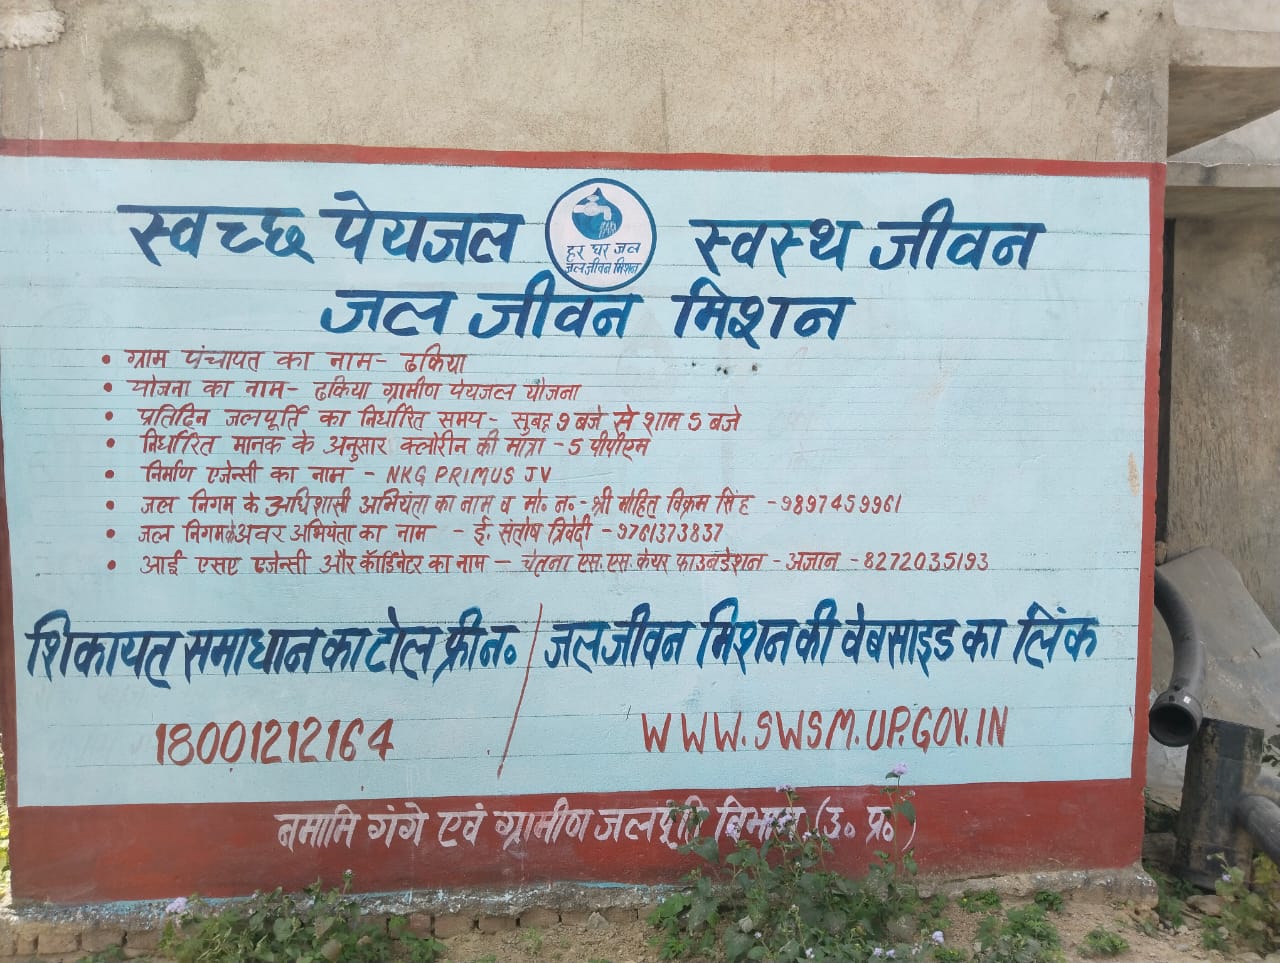 स्वच्छ पेयजल स्वस्थ जीवन
हर घर जल
जल जीवन मिशन
जल जीवन मिशन
• ग्राम पंचायत का नाम- ढकिया
• योजना का नाम- ढकिया ग्रामीण पेयजल योजना
• प्रतिदिन जलपूर्ति का निर्धारित समय- सुबह 9 बजे से शाम 5 बजे
• निर्धारित मानक के अनुसार क्लोरीन की मात्रा -5 पीपीएम
• निर्माण एजेन्सी का नाम - NKG PRIMUS JV
• जल निगम के अधिशासी अभियंता का नाम व मो० न०- श्री मोहित विक्रम सिंह -9897459961
• जल निगम के अवर अभियंता का नाम - ई. संतोष त्रिवेदी -9761373837
• आई एसए एजेन्सी और कॉर्डिनेटर का नाम - चेतना एस.एस. केयर फाउनडेशन - अजान -8272035193
शिकायत समाधान का टोल फ्री न० / जल जीवन मिशन की वेबसाइड का लिंक
18001212164 WWW.SWSM.UP.GOV.IN
नमामि गंगे एवं ग्रामीण जलपूर्ति विभाग (उ० प्र०)